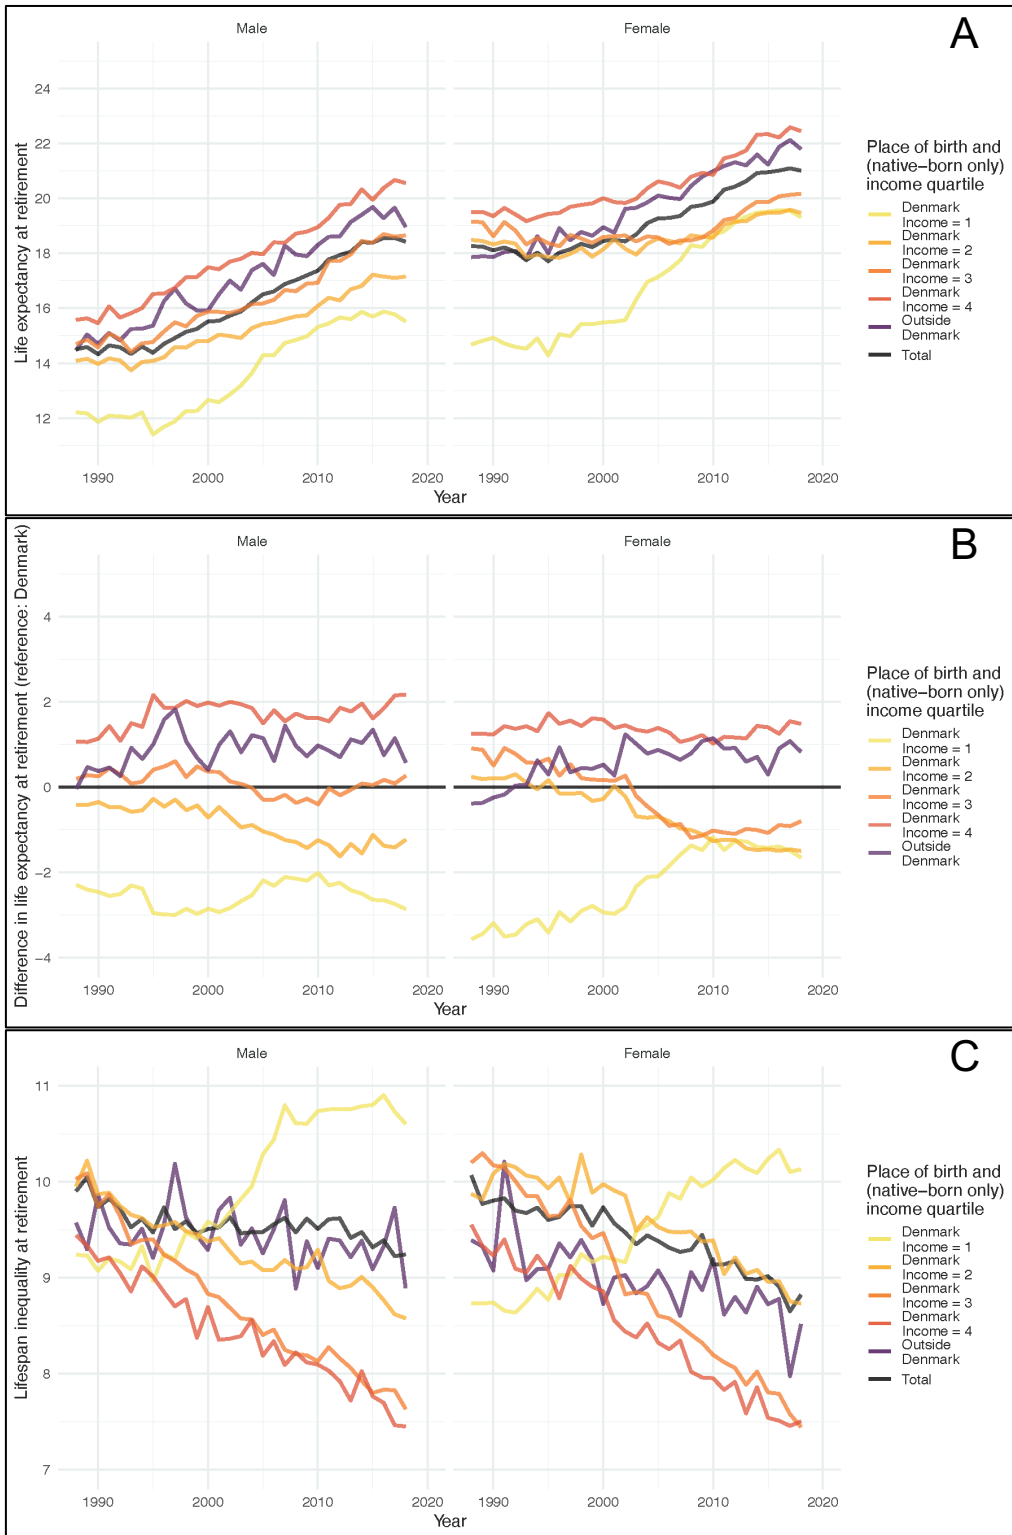 A
Male
Female
Life expectancy at retirement
24
22
20
18
16
14
12
1990
2000
2010
2020
1990
2000
2010
2020
Year
Place of birth and
(native−born only)
income quartile
Denmark
Income = 1
Denmark
Income = 2
Denmark
Income = 3
Denmark
Income = 4
Outside
Denmark
Total
B
Male
Female
Difference in life expectancy at retirement (reference: Denmark)
4
2
0
−2
−4
1990
2000
2010
2020
1990
2000
2010
2020
Year
Place of birth and
(native−born only)
income quartile
Denmark
Income = 1
Denmark
Income = 2
Denmark
Income = 3
Denmark
Income = 4
Outside
Denmark
C
Male
Female
Lifespan inequality at retirement
11
10
9
8
7
1990
2000
2010
2020
1990
2000
2010
2020
Year
Place of birth and
(native−born only)
income quartile
Denmark
Income = 1
Denmark
Income = 2
Denmark
Income = 3
Denmark
Income = 4
Outside
Denmark
Total